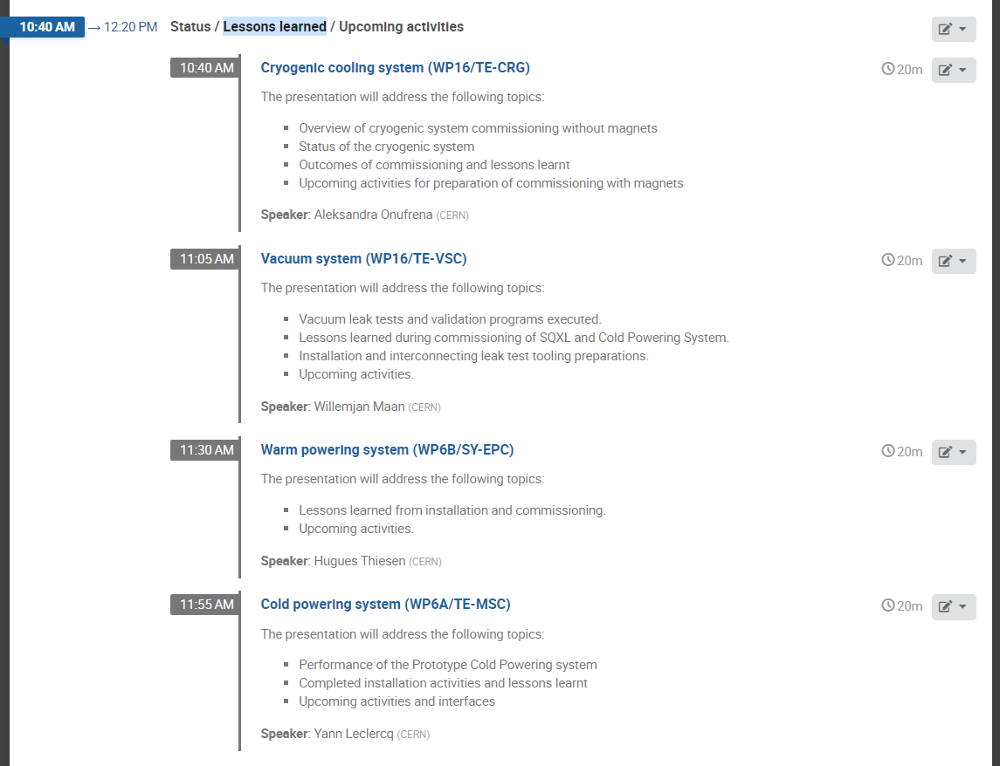 10:40 AM → 12:20 PM Status / Lessons learned / Upcoming activities
10:40 AM Cryogenic cooling system (WP16/TE-CRG) 20m
The presentation will address the following topics:
▪ Overview of cryogenic system commissioning without magnets
▪ Status of the cryogenic system
▪ Outcomes of commissioning and lessons learnt
▪ Upcoming activities for preparation of commissioning with magnets
Speaker: Aleksandra Onufrena (CERN)
11:05 AM Vacuum system (WP16/TE-VSC) 20m
The presentation will address the following topics:
▪ Vacuum leak tests and validation programs executed.
▪ Lessons learned during commissioning of SQXL and Cold Powering System.
▪ Installation and interconnecting leak test tooling preparations.
▪ Upcoming activities.
Speaker: Willemjan Maan (CERN)
11:30 AM Warm powering system (WP6B/SY-EPC) 20m
The presentation will address the following topics:
▪ Lessons learned from installation and commissioning.
▪ Upcoming activities.
Speaker: Hugues Thiesen (CERN)
11:55 AM Cold powering system (WP6A/TE-MSC) 20m
The presentation will address the following topics:
▪ Performance of the Prototype Cold Powering system
▪ Completed installation activities and lessons learnt
▪ Upcoming activities and interfaces
Speaker: Yann Leclercq (CERN)